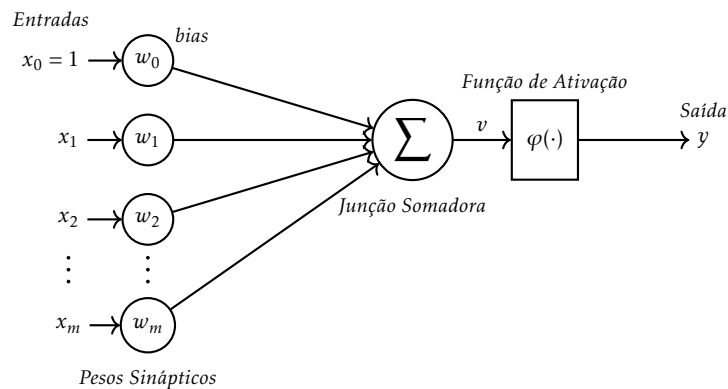 Entradas
bias
x₀ = 1
w₀
Função de Ativação
Saída
x₁
w₁
∑
v
φ(·)
y
x₂
w₂
Junção Somadora
⋮
⋮
xₘ
wₘ
Pesos Sinápticos